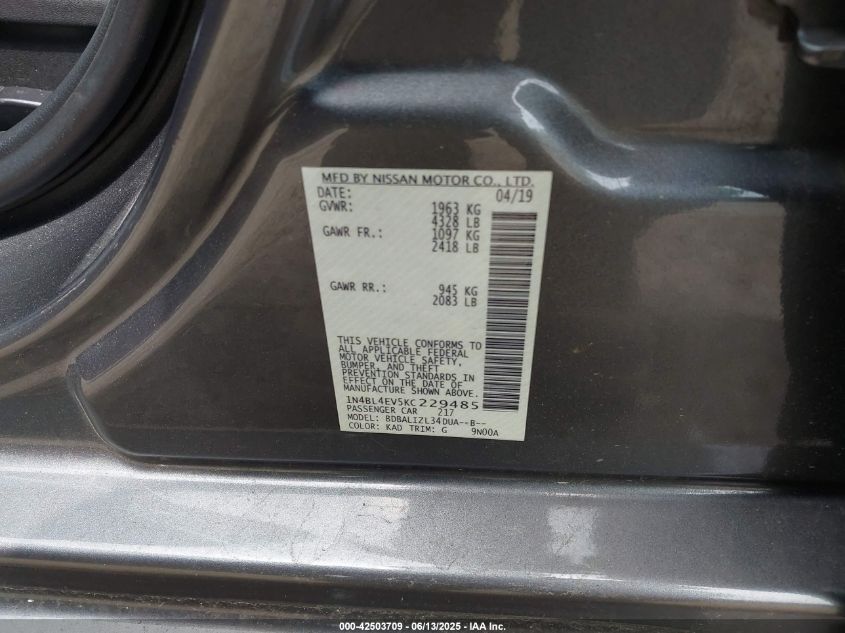 MFD BY NISSAN MOTOR CO., LTD.
DATE: 04/19
GVWR: 1963 KG
4328 LB
GAWR FR.: 1097 KG
2418 LB
GAWR RR.: 945 KG
2083 LB
THIS VEHICLE CONFORMS TO
ALL APPLICABLE FEDERAL
MOTOR VEHICLE SAFETY,
BUMPER, AND THEFT
PREVENTION STANDARDS IN
EFFECT ON THE DATE OF
MANUFACTURE SHOWN ABOVE.
1N4BL4EV5KC229485
PASSENGER CAR 217
MODEL: BDBALIZL34DUA--B--
COLOR: KAD TRIM: G 9N00A
000-42503709 - 06/13/2025 - IAA Inc.